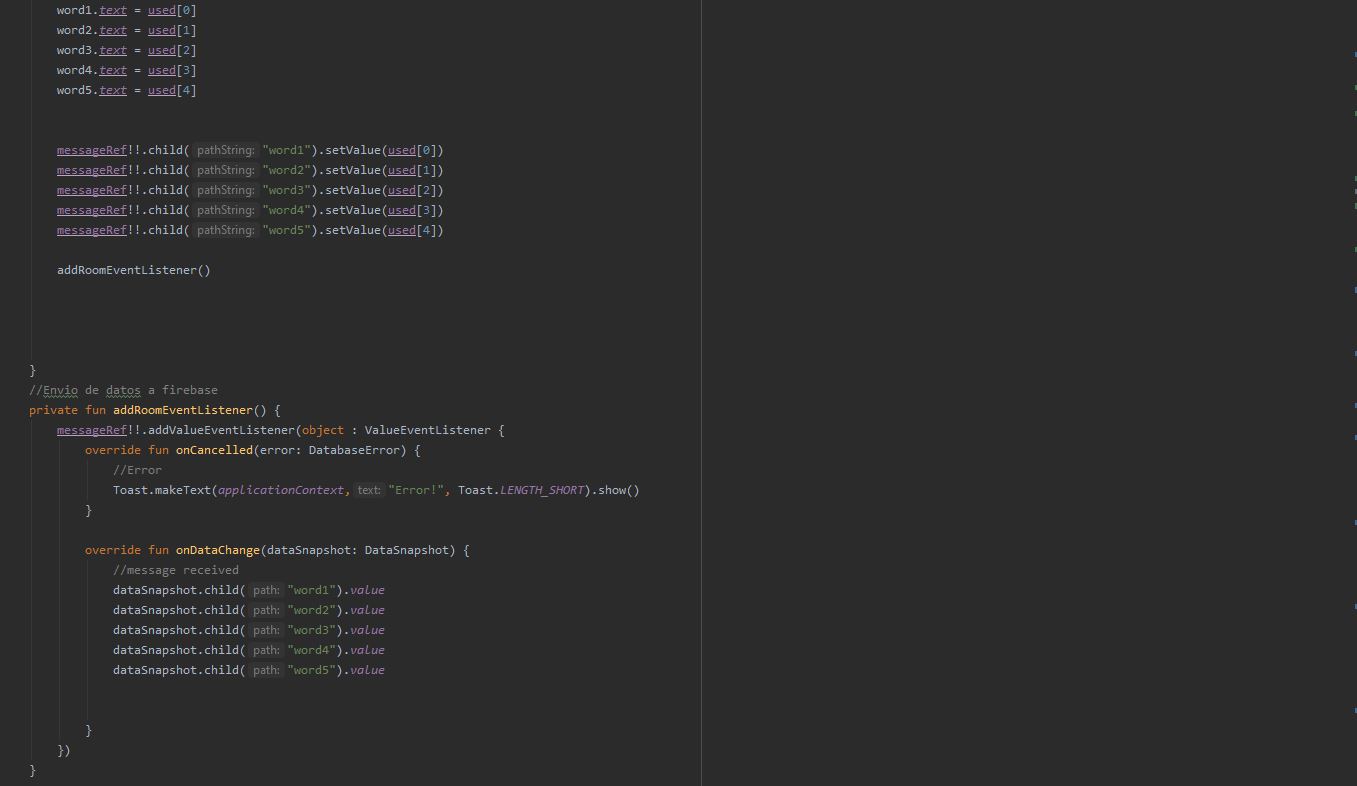 word1.text = used[0]
word2.text = used[1]
word3.text = used[2]
word4.text = used[3]
word5.text = used[4]
messageRef!!.child( pathString: "word1").setValue(used[0])
messageRef!!.child( pathString: "word2").setValue(used[1])
messageRef!!.child( pathString: "word3").setValue(used[2])
messageRef!!.child( pathString: "word4").setValue(used[3])
messageRef!!.child( pathString: "word5").setValue(used[4])
addRoomEventListener()
}
//Envio de datos a firebase
private fun addRoomEventListener() {
messageRef!!.addValueEventListener(object : ValueEventListener {
override fun onCancelled(error: DatabaseError) {
//Error
Toast.makeText(applicationContext, text: "Error!", Toast.LENGTH_SHORT).show()
}
override fun onDataChange(dataSnapshot: DataSnapshot) {
//message received
dataSnapshot.child( path: "word1").value
dataSnapshot.child( path: "word2").value
dataSnapshot.child( path: "word3").value
dataSnapshot.child( path: "word4").value
dataSnapshot.child( path: "word5").value
}
})
}